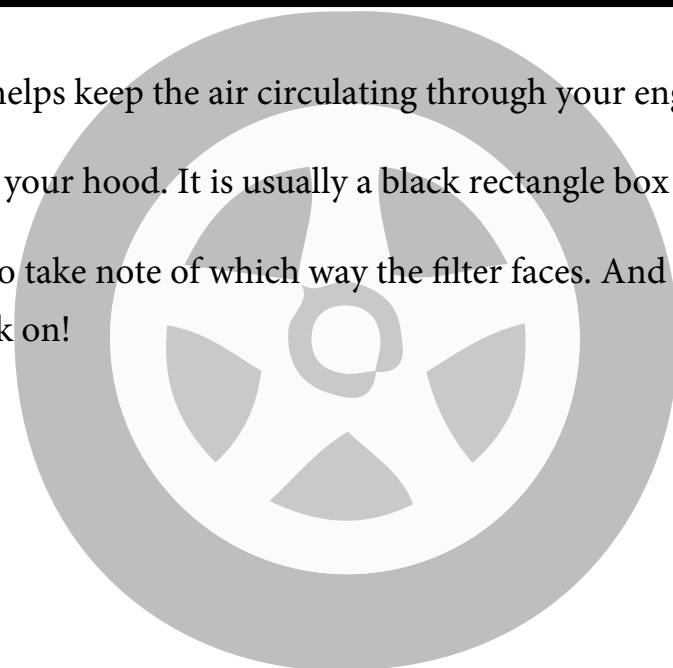 helps keep the air circulating through your eng
your hood. It is usually a black rectangle box
o take note of which way the filter faces. And
k on!